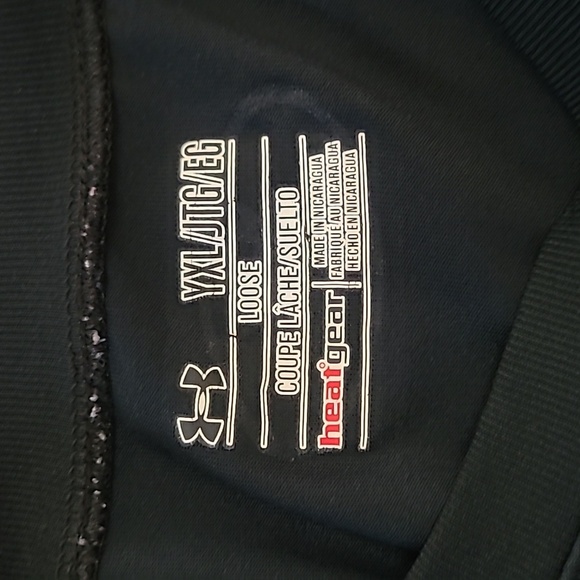 YXL/JTG/EG
LOOSE
COUPE LÂCHE/SUELTO
heatgear
MADE IN NICARAGUA
FABRIQUÉ AU NICARAGUA
HECHO EN NICARAGUA